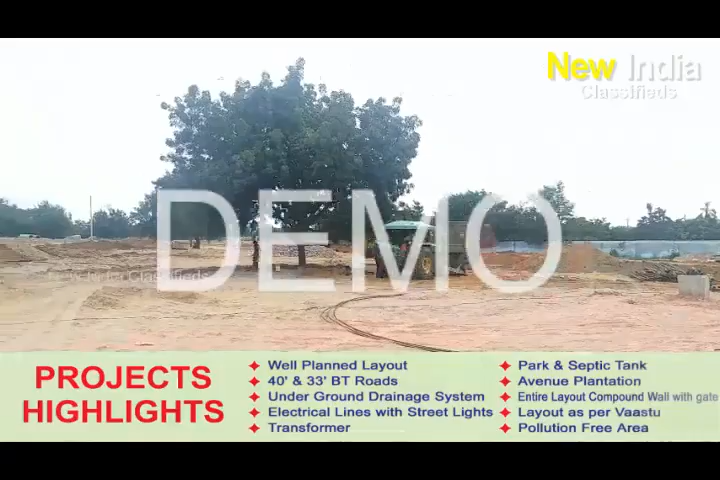 New India
Classifieds
DEMO
PROJECTS
HIGHLIGHTS
Well Planned Layout
40' & 33' BT Roads
Under Ground Drainage System
Electrical Lines with Street Lights
Transformer
Park & Septic Tank
Avenue Plantation
Entire Layout Compound Wall with gate
Layout as per Vaastu
Pollution Free Area